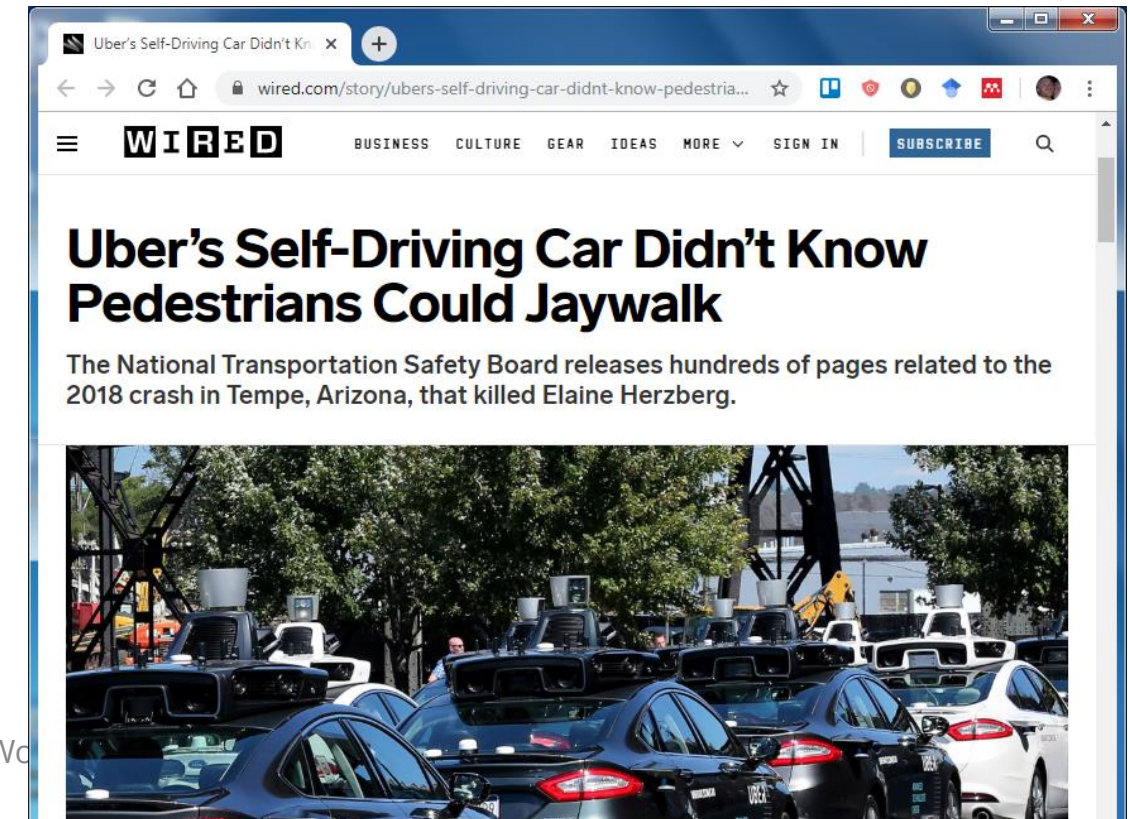 Uber's Self-Driving Car Didn't Kn
wired.com/story/ubers-self-driving-car-didnt-know-pedestria...
WIRED BUSINESS CULTURE GEAR IDEAS MORE SIGN IN SUBSCRIBE
Uber's Self-Driving Car Didn't Know
Pedestrians Could Jaywalk
The National Transportation Safety Board releases hundreds of pages related to the
2018 crash in Tempe, Arizona, that killed Elaine Herzberg.
UBER
UBER